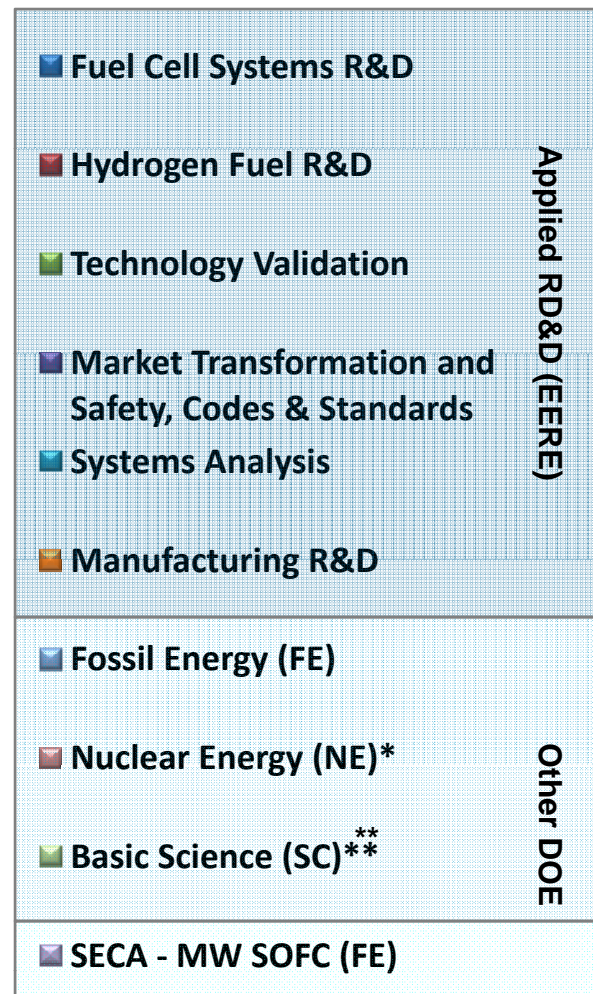 Fuel Cell Systems R&D
Hydrogen Fuel R&D
Technology Validation
Market Transformation and
Safety, Codes & Standards
Systems Analysis
Manufacturing R&D
Applied RD&D (EERE)
Fossil Energy (FE)
Nuclear Energy (NE)*
Basic Science (SC)**
**
Other DOE
SECA - MW SOFC (FE)